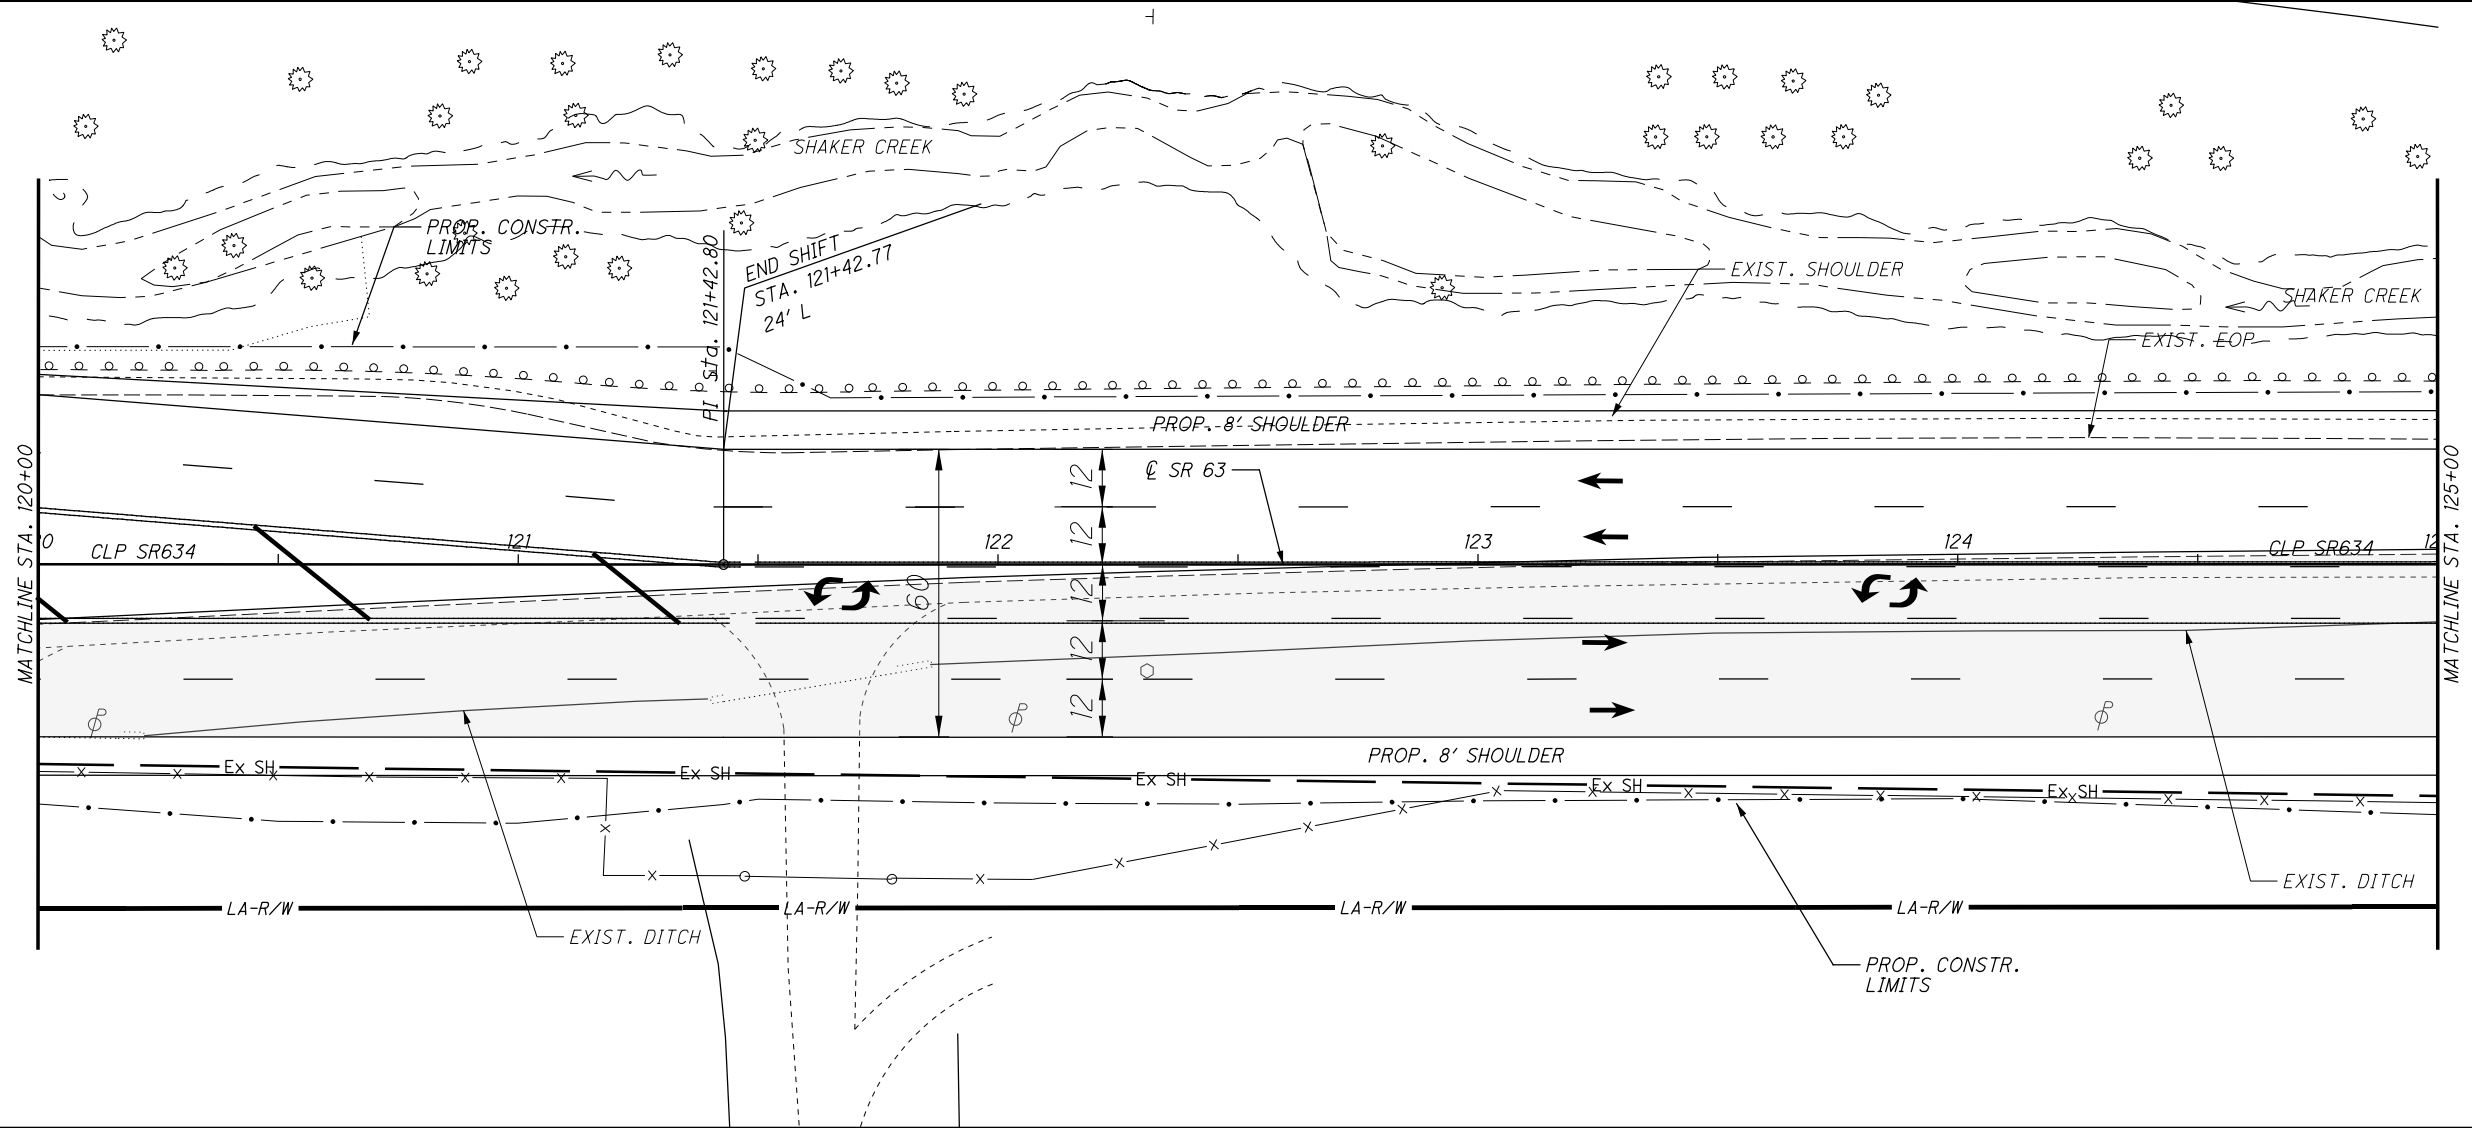 SHAKER CREEK
PROP. CONSTR.
LIMITS
PI Sta. 121+42.80
END SHIFT
STA. 121+42.77
24' L
EXIST. SHOULDER
SHAKER CREEK
EXIST. EOP
PROP. 8' SHOULDER
MATCHLINE STA. 120+00
MATCHLINE STA. 125+00
℄ SR 63
CLP SR634
121
122
123
124
CLP SR634
12
12
12
12
12
60
PROP. 8' SHOULDER
Ex SH
Ex SH
Ex SH
Ex SH
Ex SH
EXIST. DITCH
LA-R/W
LA-R/W
LA-R/W
LA-R/W
EXIST. DITCH
PROP. CONSTR.
LIMITS